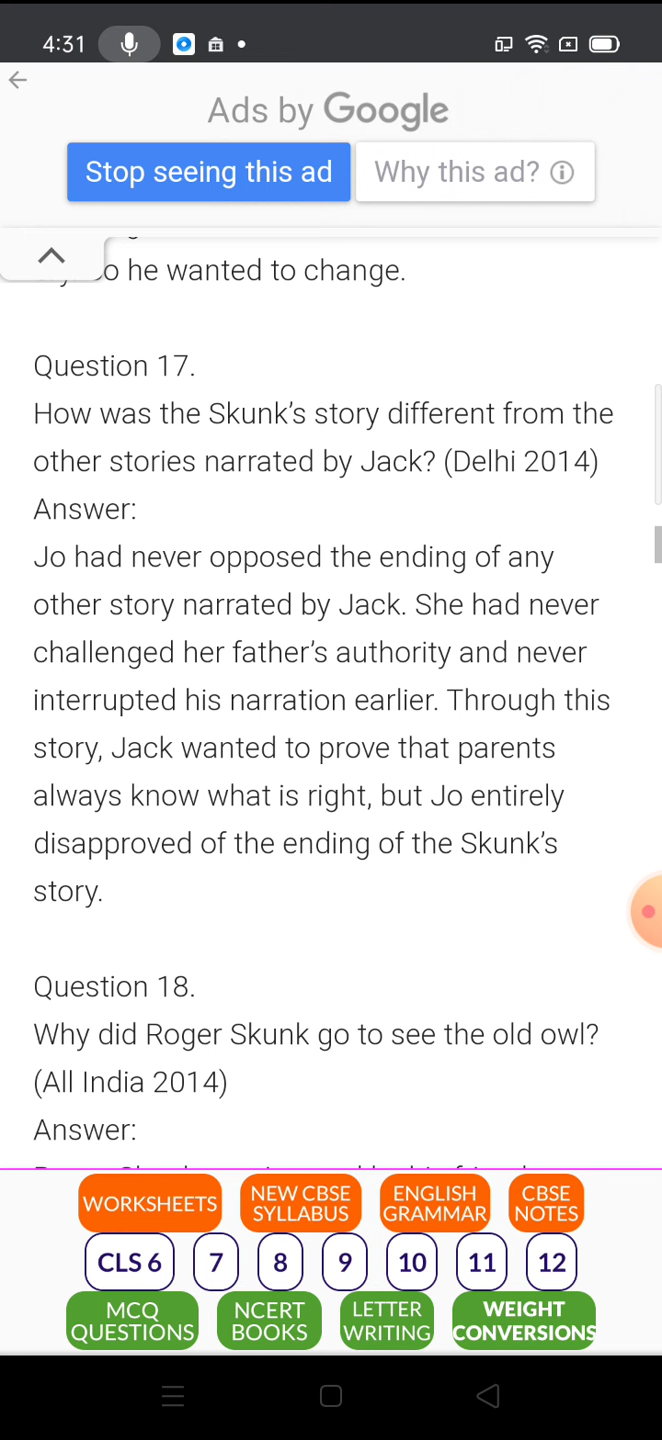 4:31
Ads by Google
Stop seeing this ad
Why this ad?
o he wanted to change.
Question 17.
How was the Skunk's story different from the
other stories narrated by Jack? (Delhi 2014)
Answer:
Jo had never opposed the ending of any
other story narrated by Jack. She had never
challenged her father's authority and never
interrupted his narration earlier. Through this
story, Jack wanted to prove that parents
always know what is right, but Jo entirely
disapproved of the ending of the Skunk's
story.
Question 18.
Why did Roger Skunk go to see the old owl?
(All India 2014)
Answer:
WORKSHEETS
NEW CBSE
SYLLABUS
ENGLISH
GRAMMAR
CBSE
NOTES
CLS 6
7
8
9
10
11
12
MCQ
QUESTIONS
NCERT
BOOKS
LETTER
WRITING
WEIGHT
CONVERSIONS